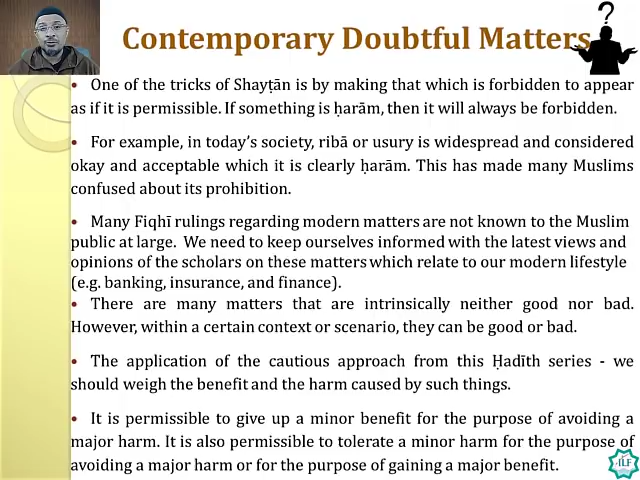 Contemporary Doubtful Matters
?
• One of the tricks of Shayṭān is by making that which is forbidden to appear
as if it is permissible. If something is ḥarām, then it will always be forbidden.
• For example, in today's society, ribā or usury is widespread and considered
okay and acceptable which it is clearly ḥarām. This has made many Muslims
confused about its prohibition.
• Many Fiqhī rulings regarding modern matters are not known to the Muslim
public at large. We need to keep ourselves informed with the latest views and
opinions of the scholars on these matters which relate to our modern lifestyle
(e.g. banking, insurance, and finance).
• There are many matters that are intrinsically neither good nor bad.
However, within a certain context or scenario, they can be good or bad.
• The application of the cautious approach from this Ḥadīth series - we
should weigh the benefit and the harm caused by such things.
• It is permissible to give up a minor benefit for the purpose of avoiding a
major harm. It is also permissible to tolerate a minor harm for the purpose of
avoiding a major harm or for the purpose of gaining a major benefit.
ILF